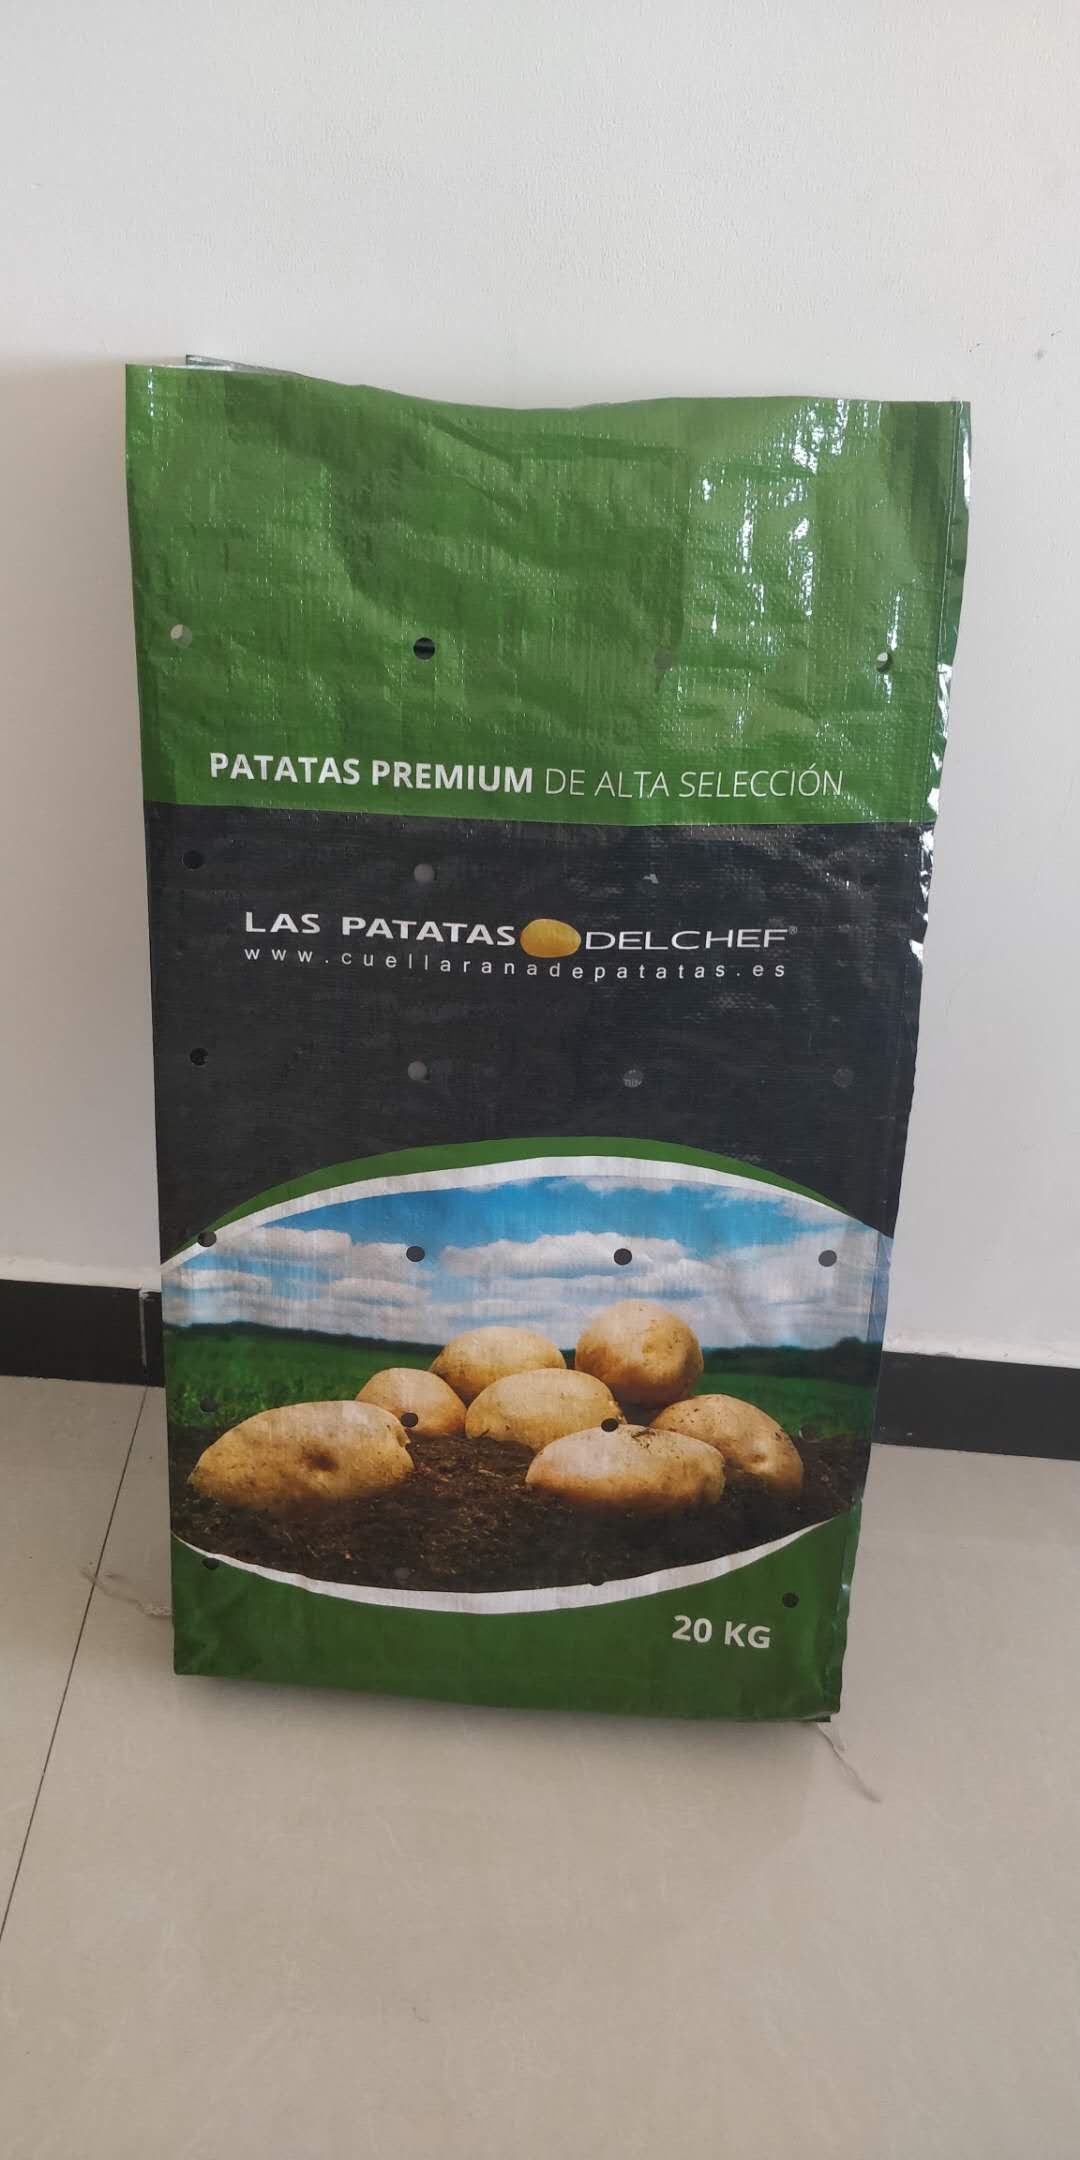 PATATAS PREMIUM DE ALTA SELECCIÓN
LAS PATATAS DELCHEF®
www.cuellaranadepatatas.es
20 KG